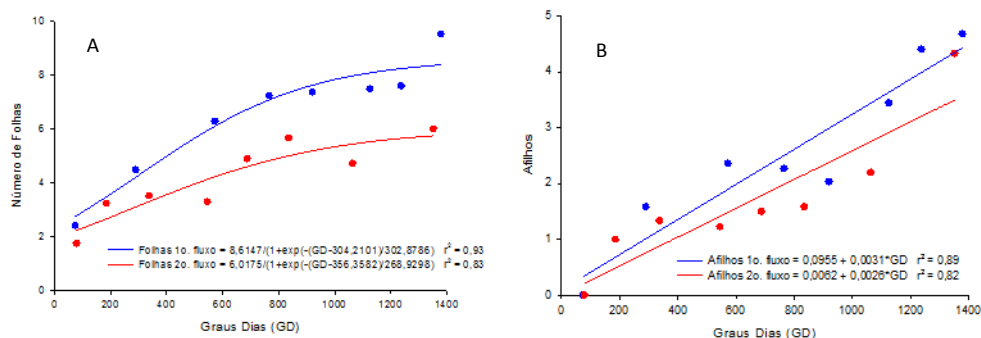 A
Número de Folhas
10
8
6
4
2
0
Folhas 1o. fluxo = 8,6147/(1+exp(-(GD-304,2101)/302,8786) r² = 0,93
Folhas 2o. fluxo = 6,0175/(1+exp(-(GD-356,3582)/268,9298) r² = 0,83
0 200 400 600 800 1000 1200 1400
Graus Dias (GD)
B
Afilhos
5
4
3
2
1
0
Afilhos 1o. fluxo = 0,0955 + 0,0031*GD r² = 0,89
Afilhos 2o. fluxo = 0,0062 + 0,0026*GD r² = 0,82
0 200 400 600 800 1000 1200 1400
Graus Dias (GD)